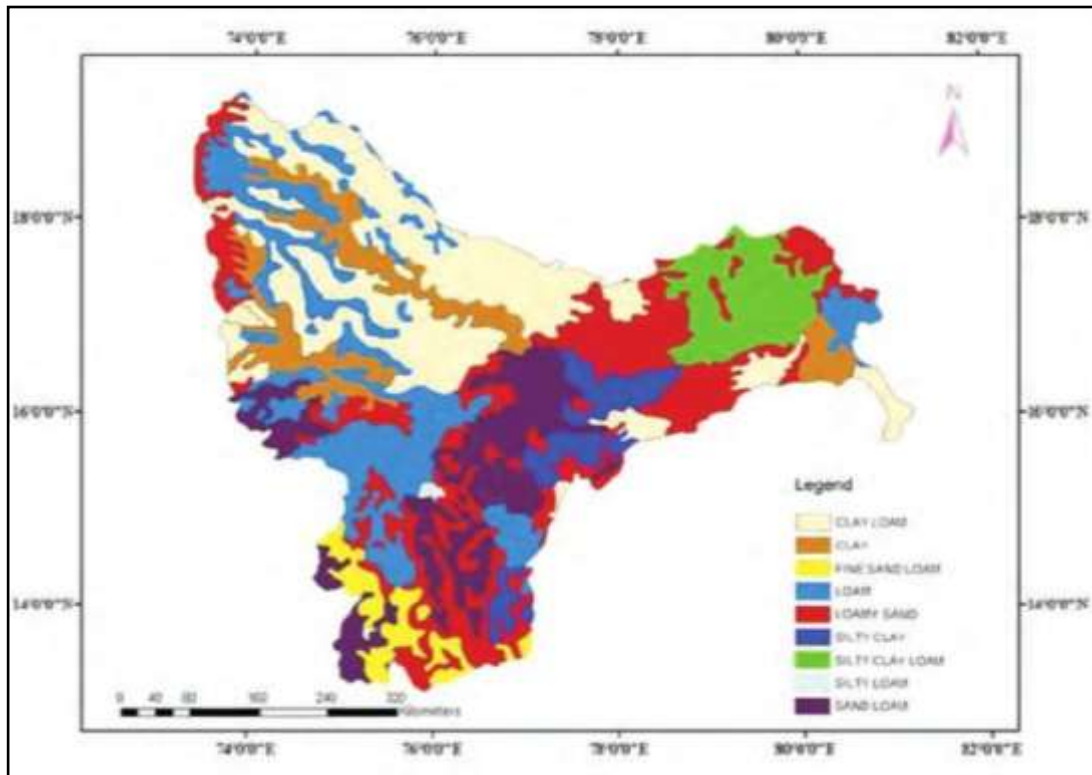 74°0'0"E 76°0'0"E 78°0'0"E 80°0'0"E 82°0'0"E
N
18°0'0"N 18°0'0"N
16°0'0"N 16°0'0"N
Legend
CLAY LOAM
CLAY
FINE SAND LOAM
LOAM
14°0'0"N LOAMY SAND 14°0'0"N
SILTY CLAY
SILTY CLAY LOAM
SILTY LOAM
SAND LOAM
0 40 80 160 240 320
Kilometers
74°0'0"E 76°0'0"E 78°0'0"E 80°0'0"E 82°0'0"E